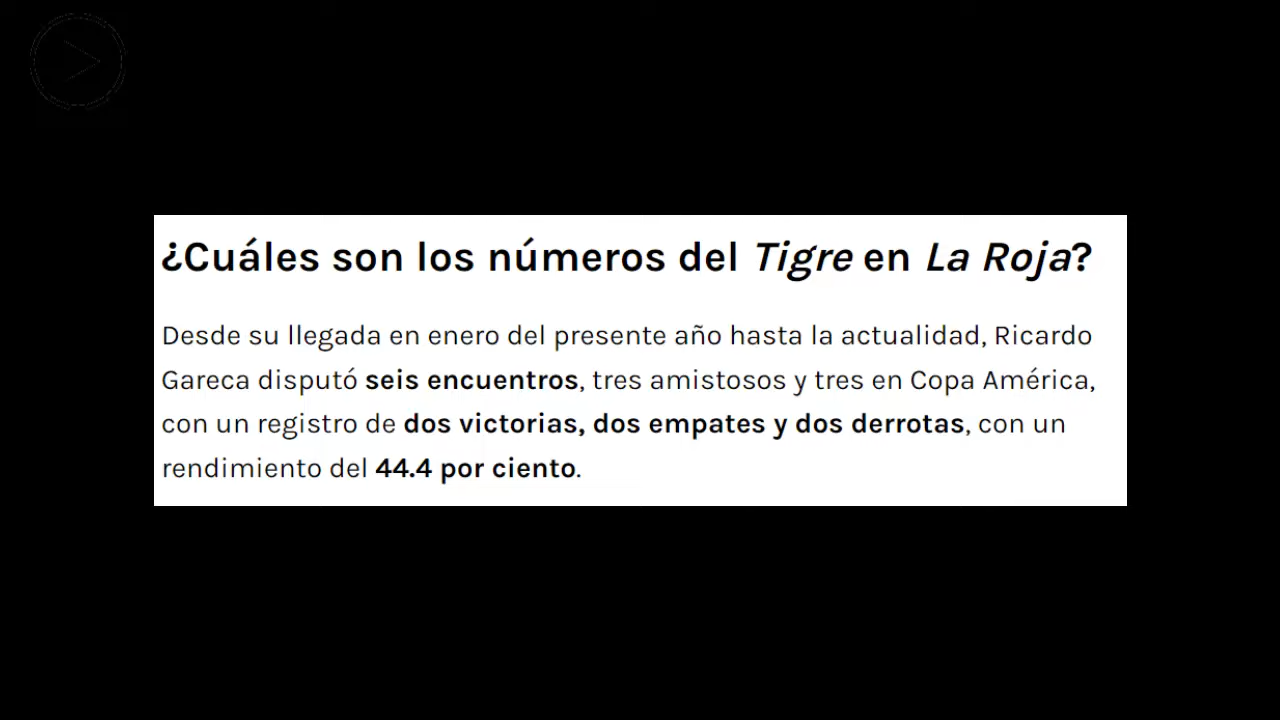 ¿Cuáles son los números del Tigre en La Roja?
Desde su llegada en enero del presente año hasta la actualidad, Ricardo
Gareca disputó seis encuentros, tres amistosos y tres en Copa América,
con un registro de dos victorias, dos empates y dos derrotas, con un
rendimiento del 44.4 por ciento.